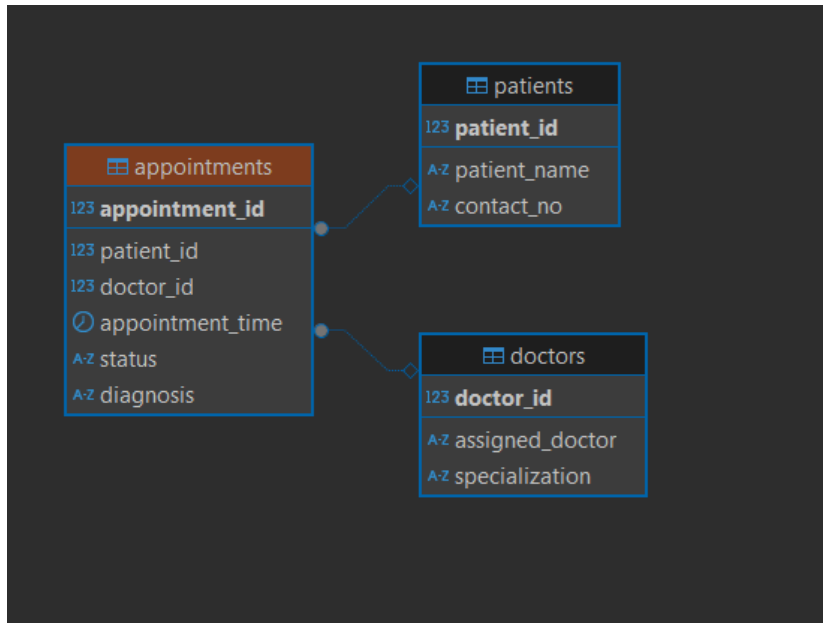 appointments
123 appointment_id
123 patient_id
123 doctor_id
appointment_time
A-Z status
A-Z diagnosis
patients
123 patient_id
A-Z patient_name
A-Z contact_no
doctors
123 doctor_id
A-Z assigned_doctor
A-Z specialization